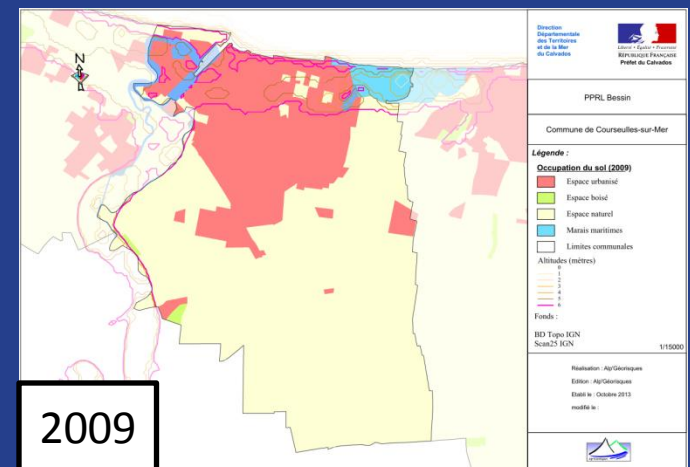 Direction
Départementale
des Territoires
et de la Mer
du Calvados
Liberté • Égalité • Fraternité
RÉPUBLIQUE FRANÇAISE
Préfet du Calvados
PPRL Bessin
Commune de Courseulles-sur-Mer
Légende :
Occupation du sol (2009)
Espace urbanisé
Espace boisé
Espace naturel
Marais maritimes
Limites communales
Altitudes (mètres)
0
1
2
3
4
5
6
Fonds :
BD Topo IGN
Scan25 IGN
1/15000
Réalisation : Alp'Géorisques
Edition : Alp'Géorisques
Etabli le : Octobre 2013
modifié le :
N
2009